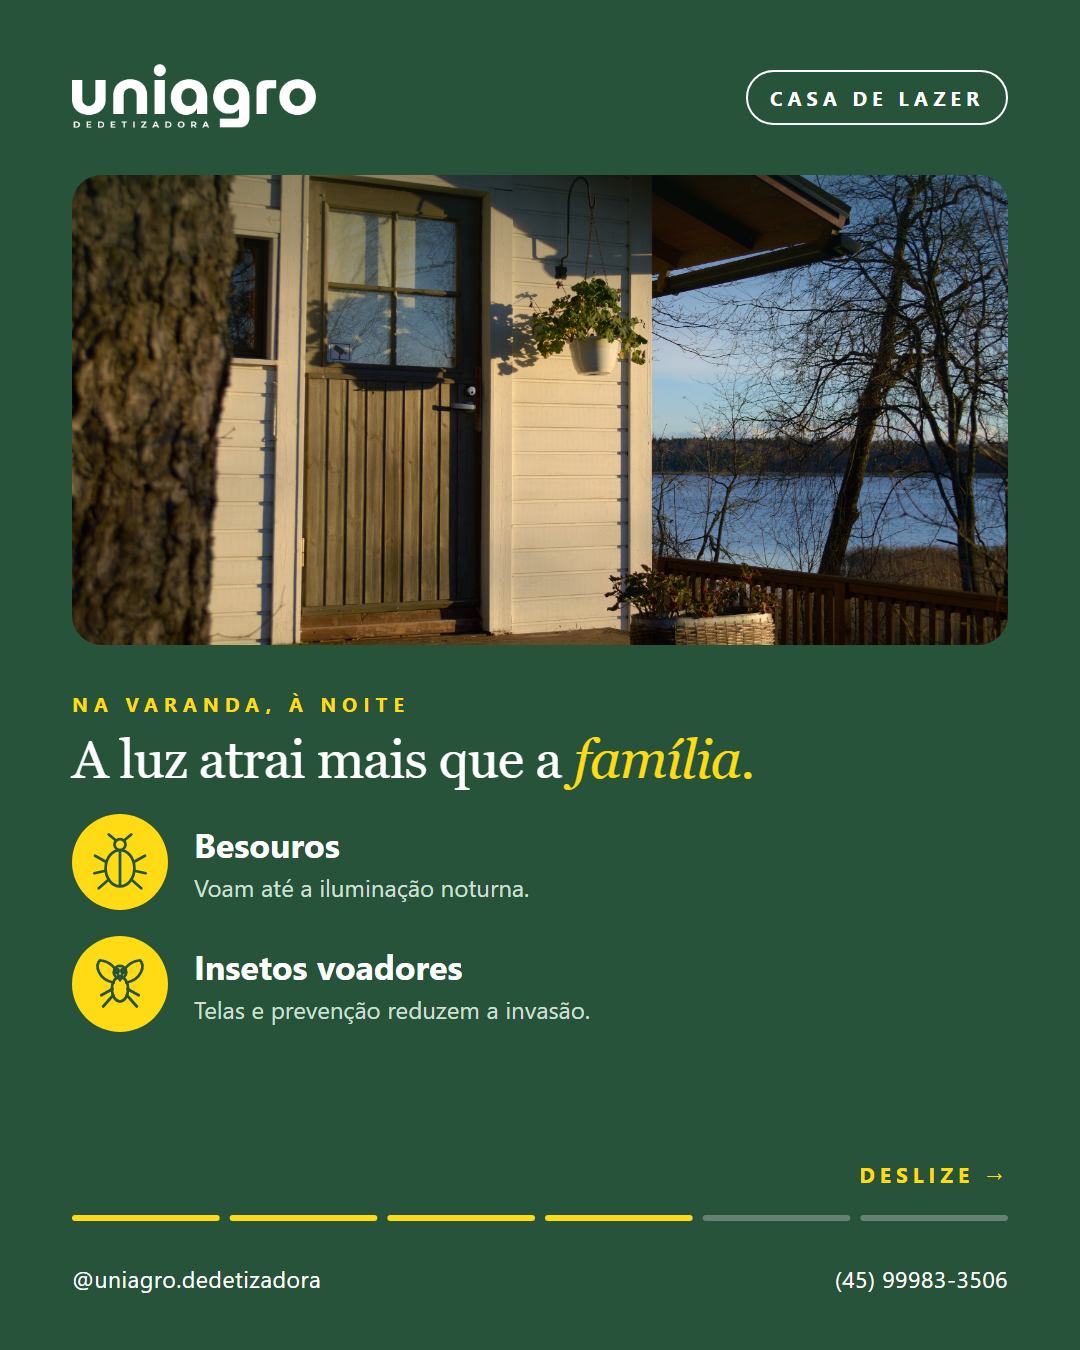 uniagro
DEDETIZADORA
CASA DE LAZER
NA VARANDA, À NOITE
A luz atrai mais que a família.
Besouros
Voam até a iluminação noturna.
Insetos voadores
Telas e prevenção reduzem a invasão.
DESLIZE →
@uniagro.dedetizadora
(45) 99983-3506